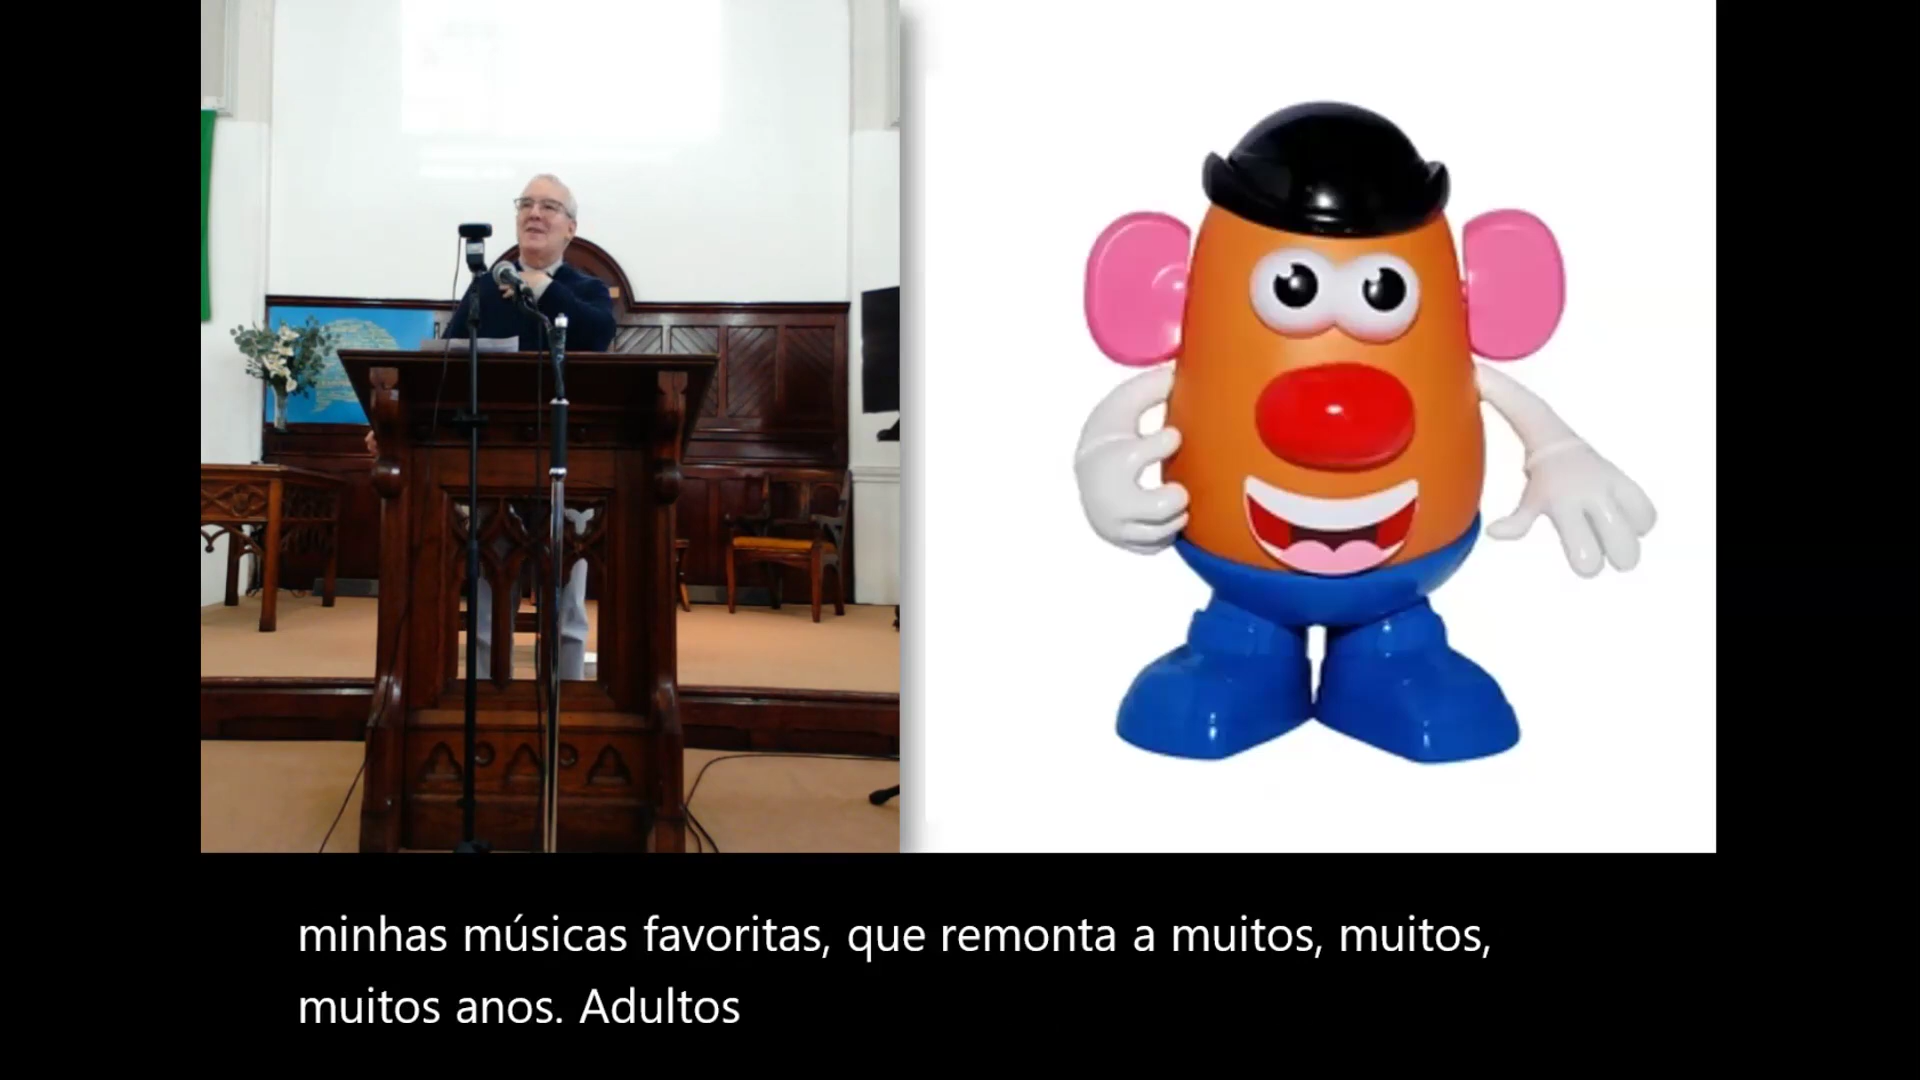 minhas músicas favoritas, que remonta a muitos, muitos,
muitos anos. Adultos